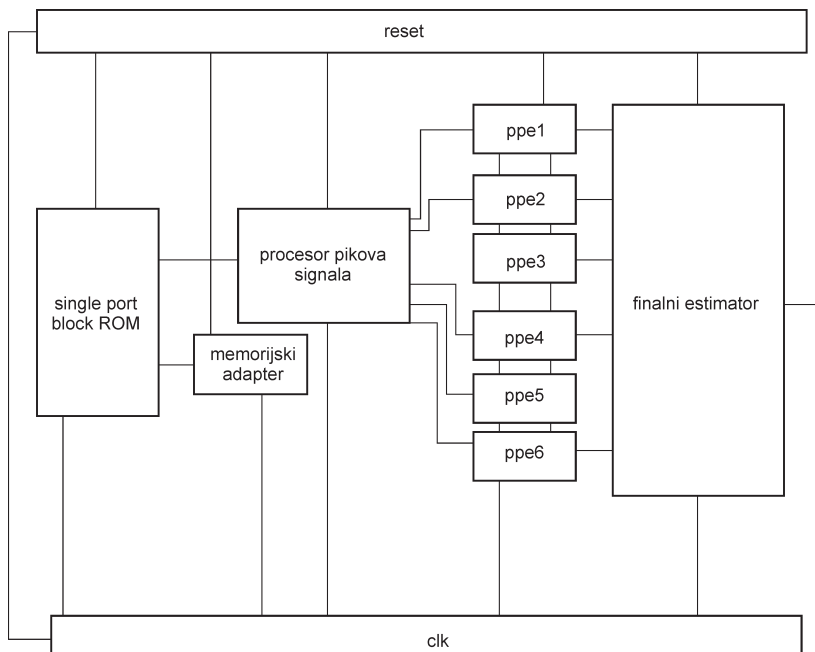 reset
ppe1
ppe2
ppe3
ppe4
ppe5
ppe6
procesor pikova
signala
single port
block ROM
memorijski
adapter
finalni estimator
clk